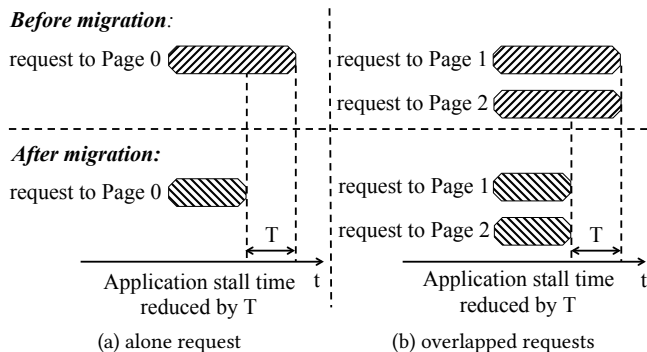 Before migration:
request to Page 0
request to Page 1
request to Page 2
After migration:
request to Page 0
request to Page 1
request to Page 2
T
T
Application stall time
reduced by T
t
Application stall time
reduced by T
t
(a) alone request
(b) overlapped requests